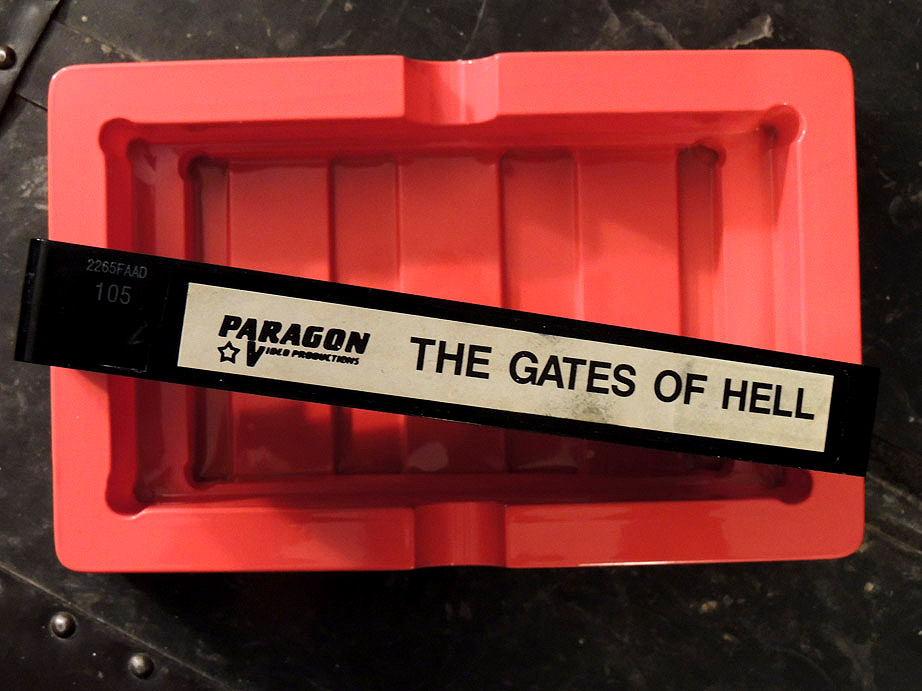 2265FAAD
105
PARAGON
VIDEO PRODUCTIONS
THE GATES OF HELL